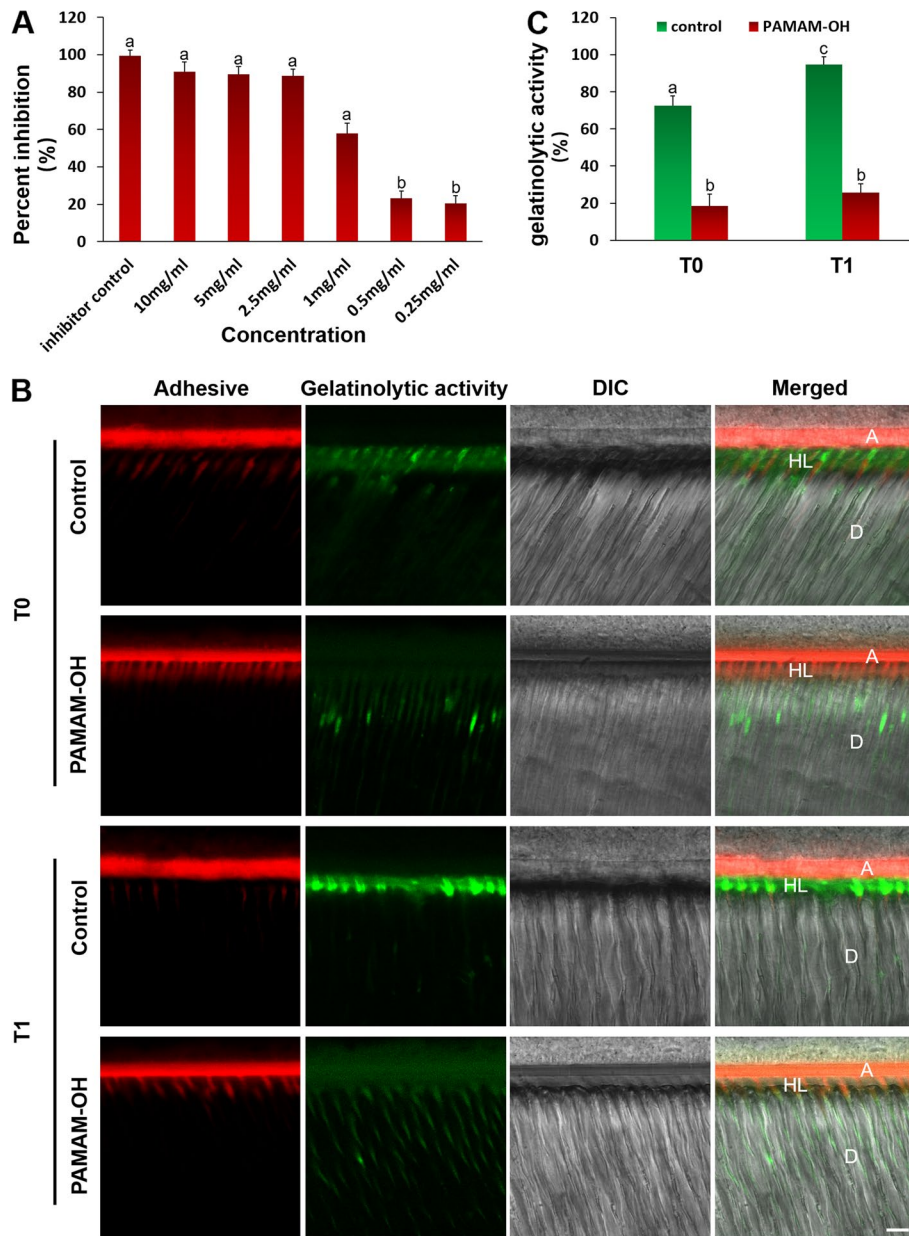 A
Percent inhibition
(%)
120
100
80
60
40
20
0
a
a
a
a
a
b
b
inhibitor control
10mg/ml
5mg/ml
2.5mg/ml
1mg/ml
0.5mg/ml
0.25mg/ml
Concentration
C
gelatinolytic activity
(%)
120
100
80
60
40
20
0
control
PAMAM-OH
a
b
c
b
T0
T1
B
Adhesive
Gelatinolytic activity
DIC
Merged
T0
Control
A
HL
D
PAMAM-OH
A
HL
D
T1
Control
A
HL
D
PAMAM-OH
A
HL
D